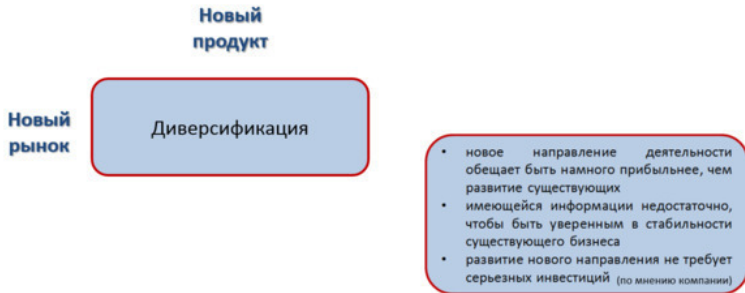 Новый
продукт
Новый
рынок
Диверсификация
• новое направление деятельности
обещает быть намного прибыльнее, чем
развитие существующих
• имеющейся информации недостаточно,
чтобы быть уверенным в стабильности
существующего бизнеса
• развитие нового направления не требует
серьезных инвестиций (по мнению компании)